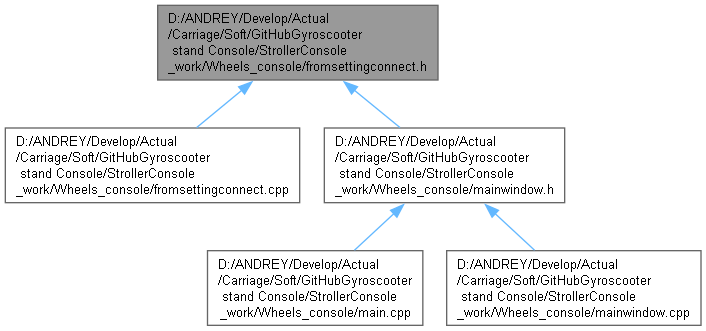 D:/ANDREY/Develop/Actual
/Carriage/Soft/GitHubGyroscooter
stand Console/StrollerConsole
_work/Wheels_console/fromsettingconnect.h
D:/ANDREY/Develop/Actual
/Carriage/Soft/GitHubGyroscooter
stand Console/StrollerConsole
_work/Wheels_console/fromsettingconnect.cpp
D:/ANDREY/Develop/Actual
/Carriage/Soft/GitHubGyroscooter
stand Console/StrollerConsole
_work/Wheels_console/mainwindow.h
D:/ANDREY/Develop/Actual
/Carriage/Soft/GitHubGyroscooter
stand Console/StrollerConsole
_work/Wheels_console/main.cpp
D:/ANDREY/Develop/Actual
/Carriage/Soft/GitHubGyroscooter
stand Console/StrollerConsole
_work/Wheels_console/mainwindow.cpp